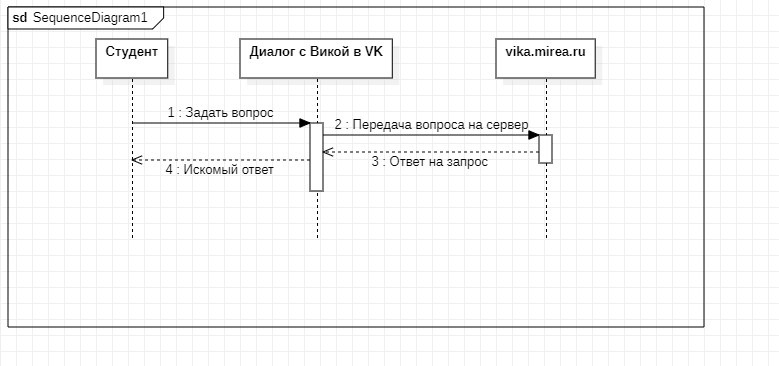 sd SequenceDiagram1
Студент
Диалог с Викой в VK
vika.mirea.ru
1 : Задать вопрос
2 : Передача вопроса на сервер
3 : Ответ на запрос
4 : Искомый ответ